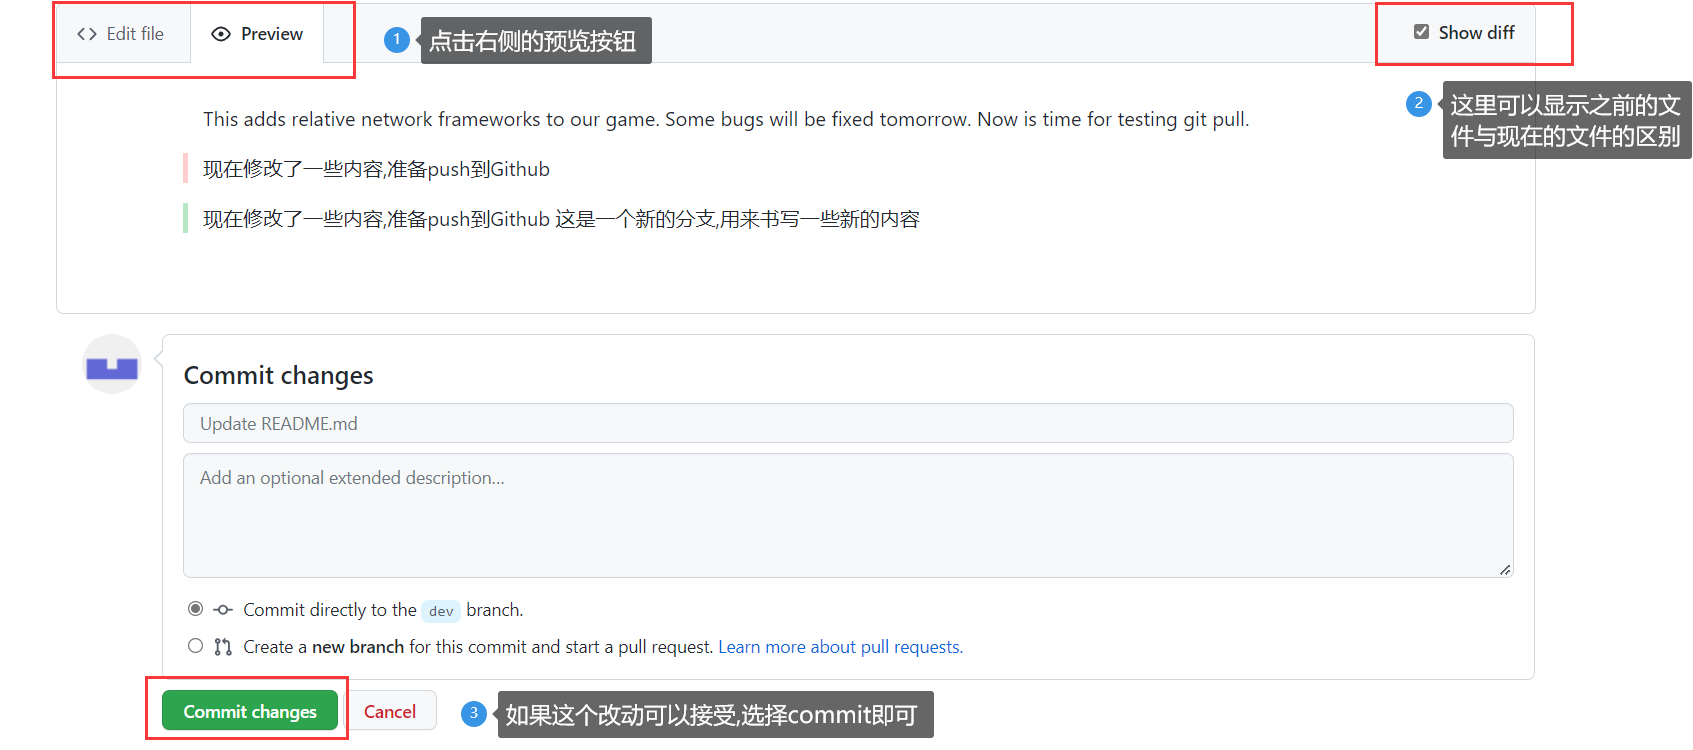 Edit file
Preview
1
点击右侧的预览按钮
Show diff
2
这里可以显示之前的文
件与现在的文件的区别
This adds relative network frameworks to our game. Some bugs will be fixed tomorrow. Now is time for testing git pull.
现在修改了一些内容,准备push到Github
现在修改了一些内容,准备push到Github 这是一个新的分支,用来书写一些新的内容
Commit changes
Update README.md
Add an optional extended description...
Commit directly to the dev branch.
Create a new branch for this commit and start a pull request. Learn more about pull requests.
Commit changes
Cancel
3
如果这个改动可以接受,选择commit即可